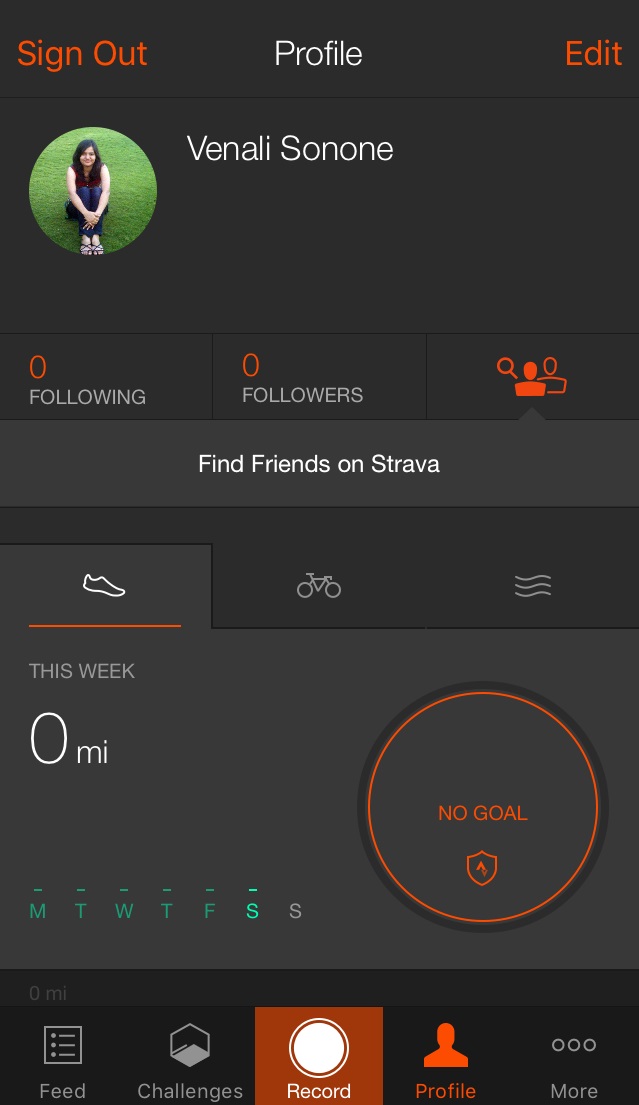 Sign Out Profile Edit
Venali Sonone
0 0
FOLLOWING FOLLOWERS
Find Friends on Strava
THIS WEEK
0 mi
NO GOAL
M T W T F S S
0 mi
Feed Challenges Record Profile More